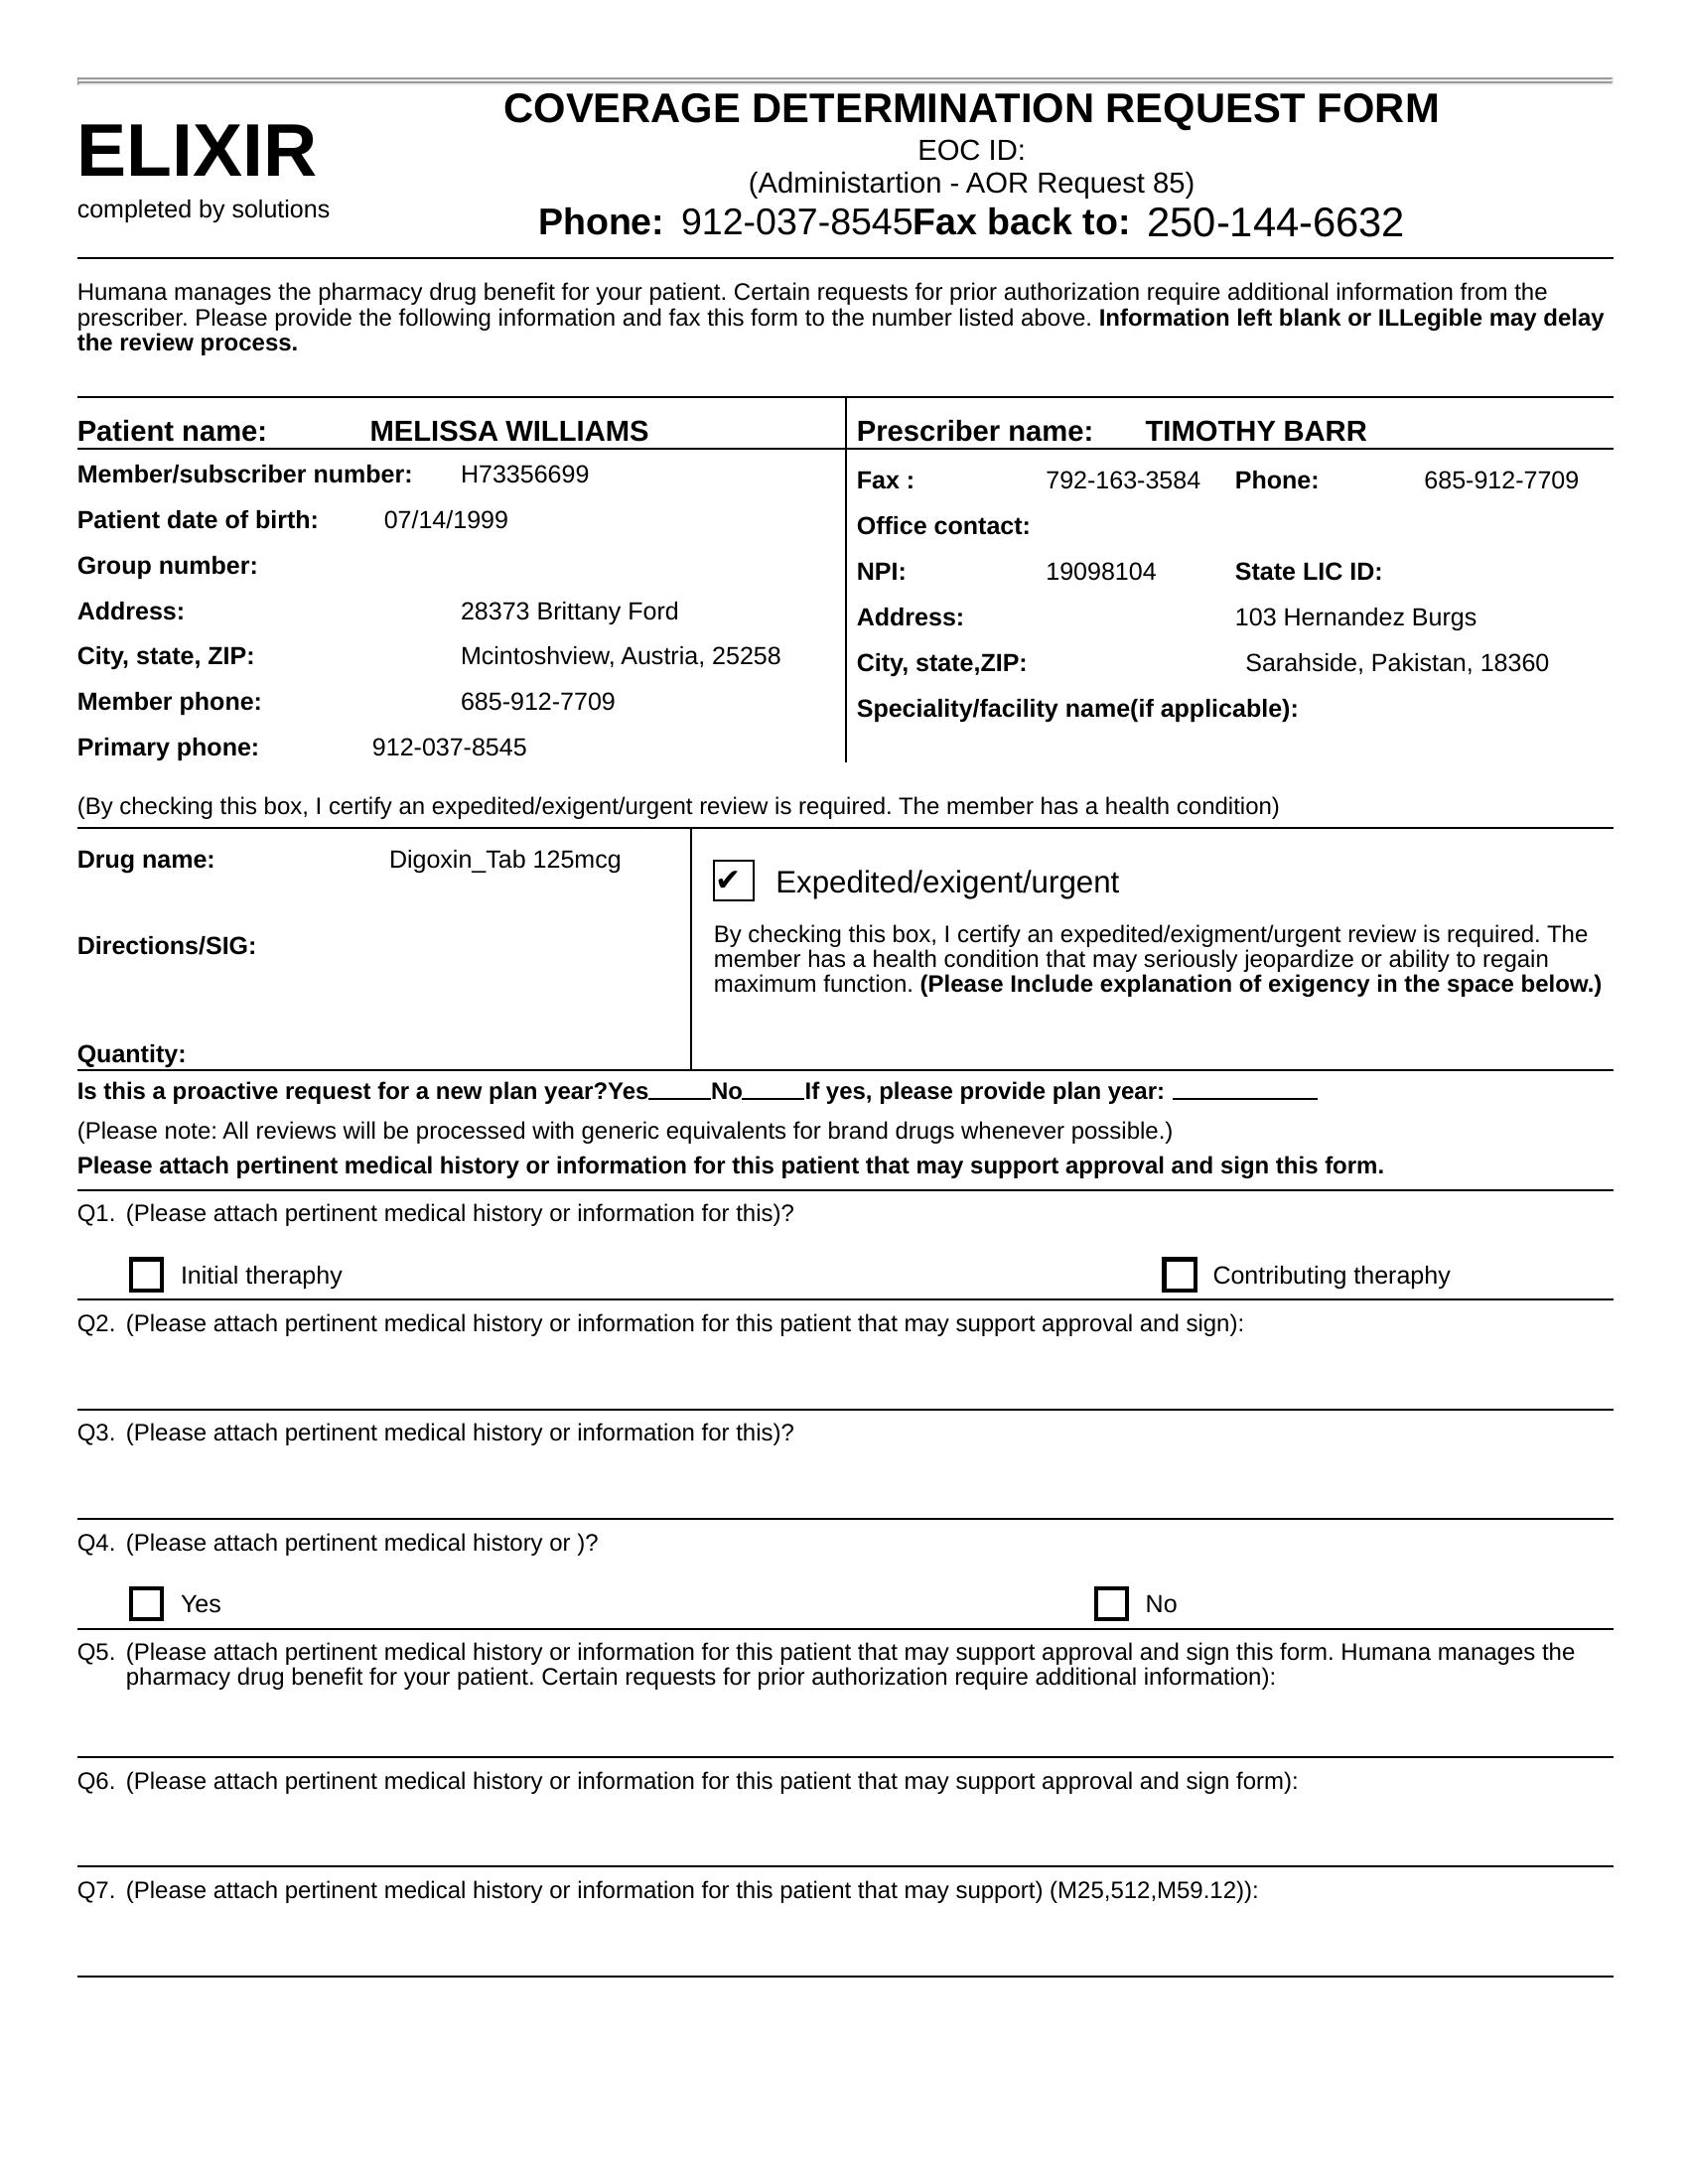 COVERAGE DETERMINATION REQUEST FORM
ELIXIR
EOC ID:
(Administartion - AOR Request 85)
completed by solutions
Phone: 912-037-8545Fax back to: 250-144-6632
Humana manages the pharmacy drug benefit for your patient. Certain requests for prior authorization require additional information from the
prescriber. Please provide the following information and fax this form to the number listed above. Information left blank or ILLegible may delay
the review process.
Patient name: MELISSA WILLIAMS
Member/subscriber number: H73356699
Patient date of birth: 07/14/1999
Group number:
Address: 28373 Brittany Ford
City, state, ZIP: Mcintoshview, Austria, 25258
Member phone: 685-912-7709
Primary phone: 912-037-8545
Prescriber name: TIMOTHY BARR
Fax : 792-163-3584 Phone: 685-912-7709
Office contact:
NPI: 19098104 State LIC ID:
Address: 103 Hernandez Burgs
City, state,ZIP: Sarahside, Pakistan, 18360
Speciality/facility name(if applicable):
(By checking this box, I certify an expedited/exigent/urgent review is required. The member has a health condition)
Drug name: Digoxin_Tab 125mcg
Directions/SIG:
Quantity:
✔ Expedited/exigent/urgent
By checking this box, I certify an expedited/exigment/urgent review is required. The
member has a health condition that may seriously jeopardize or ability to regain
maximum function. (Please Include explanation of exigency in the space below.)
Is this a proactive request for a new plan year?Yes_____No_____If yes, please provide plan year: ___________
(Please note: All reviews will be processed with generic equivalents for brand drugs whenever possible.)
Please attach pertinent medical history or information for this patient that may support approval and sign this form.
Q1. (Please attach pertinent medical history or information for this)?
Initial theraphy Contributing theraphy
Q2. (Please attach pertinent medical history or information for this patient that may support approval and sign):
Q3. (Please attach pertinent medical history or information for this)?
Q4. (Please attach pertinent medical history or )?
Yes No
Q5. (Please attach pertinent medical history or information for this patient that may support approval and sign this form. Humana manages the
pharmacy drug benefit for your patient. Certain requests for prior authorization require additional information):
Q6. (Please attach pertinent medical history or information for this patient that may support approval and sign form):
Q7. (Please attach pertinent medical history or information for this patient that may support) (M25,512,M59.12)):